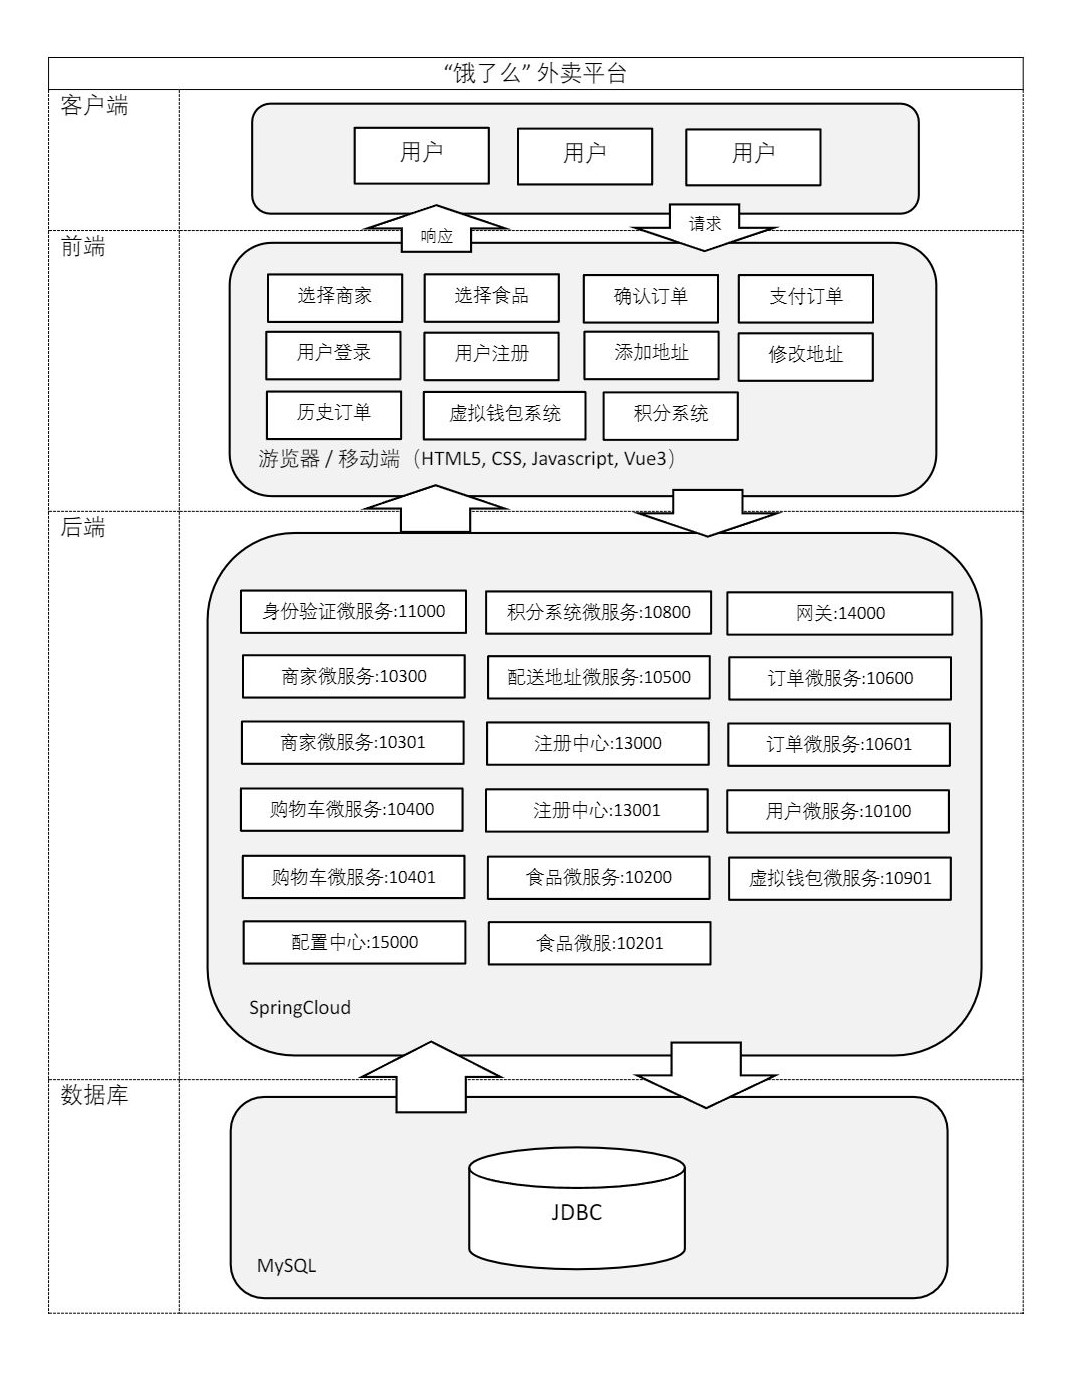 “饿了么” 外卖平台
客户端
用户
用户
用户
响应
请求
前端
选择商家
选择食品
确认订单
支付订单
用户登录
用户注册
添加地址
修改地址
历史订单
虚拟钱包系统
积分系统
游览器 / 移动端（HTML5, CSS, Javascript, Vue3）
后端
身份验证微服务:11000
积分系统微服务:10800
网关:14000
商家微服务:10300
配送地址微服务:10500
订单微服务:10600
商家微服务:10301
注册中心:13000
订单微服务:10601
购物车微服务:10400
注册中心:13001
用户微服务:10100
购物车微服务:10401
食品微服务:10200
虚拟钱包微服务:10901
配置中心:15000
食品微服:10201
SpringCloud
数据库
JDBC
MySQL